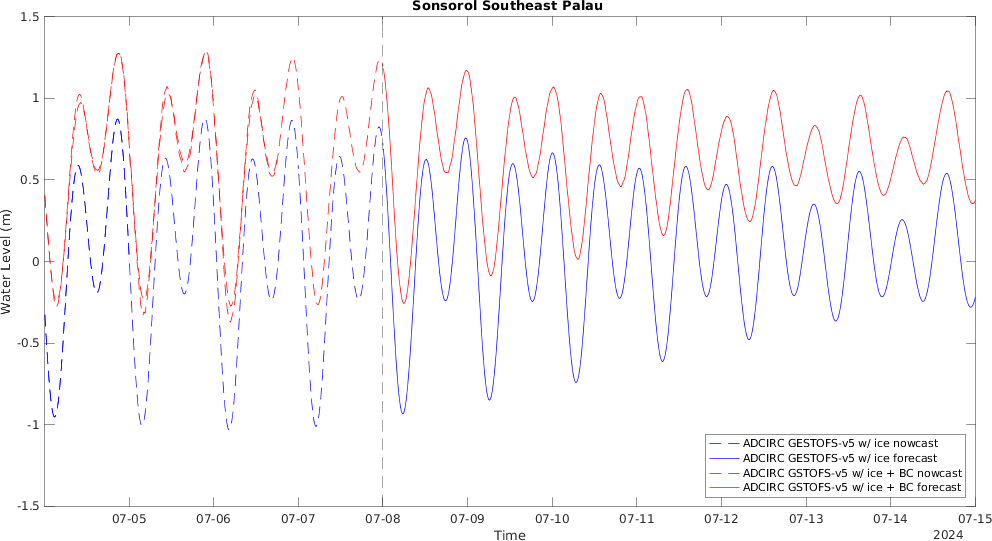 Sonsorol Southeast Palau
1.5
1
0.5
0
-0.5
-1
-1.5
Water Level (m)
07-05 07-06 07-07 07-08 07-09 07-10 07-11 07-12 07-13 07-14 07-15
Time
2024
ADCIRC GESTOFS-v5 w/ ice nowcast
ADCIRC GESTOFS-v5 w/ ice forecast
ADCIRC GSTOFS-v5 w/ ice + BC nowcast
ADCIRC GSTOFS-v5 w/ ice + BC forecast